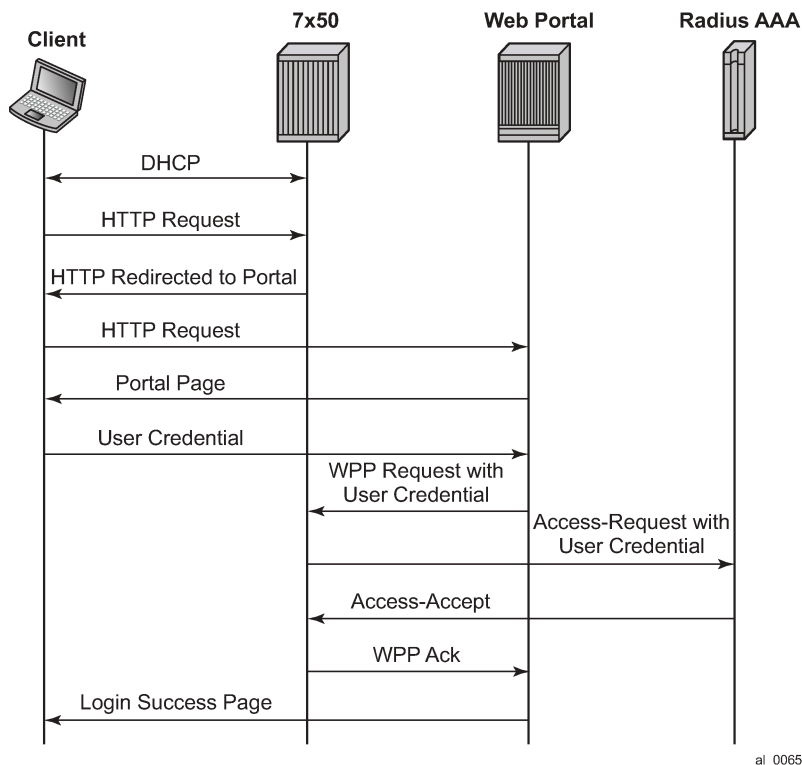 Client
7x50
Web Portal
Radius AAA
DHCP
HTTP Request
HTTP Redirected to Portal
HTTP Request
Portal Page
User Credential
WPP Request with
User Credential
Access-Request with
User Credential
Access-Accept
WPP Ack
Login Success Page
al_0065